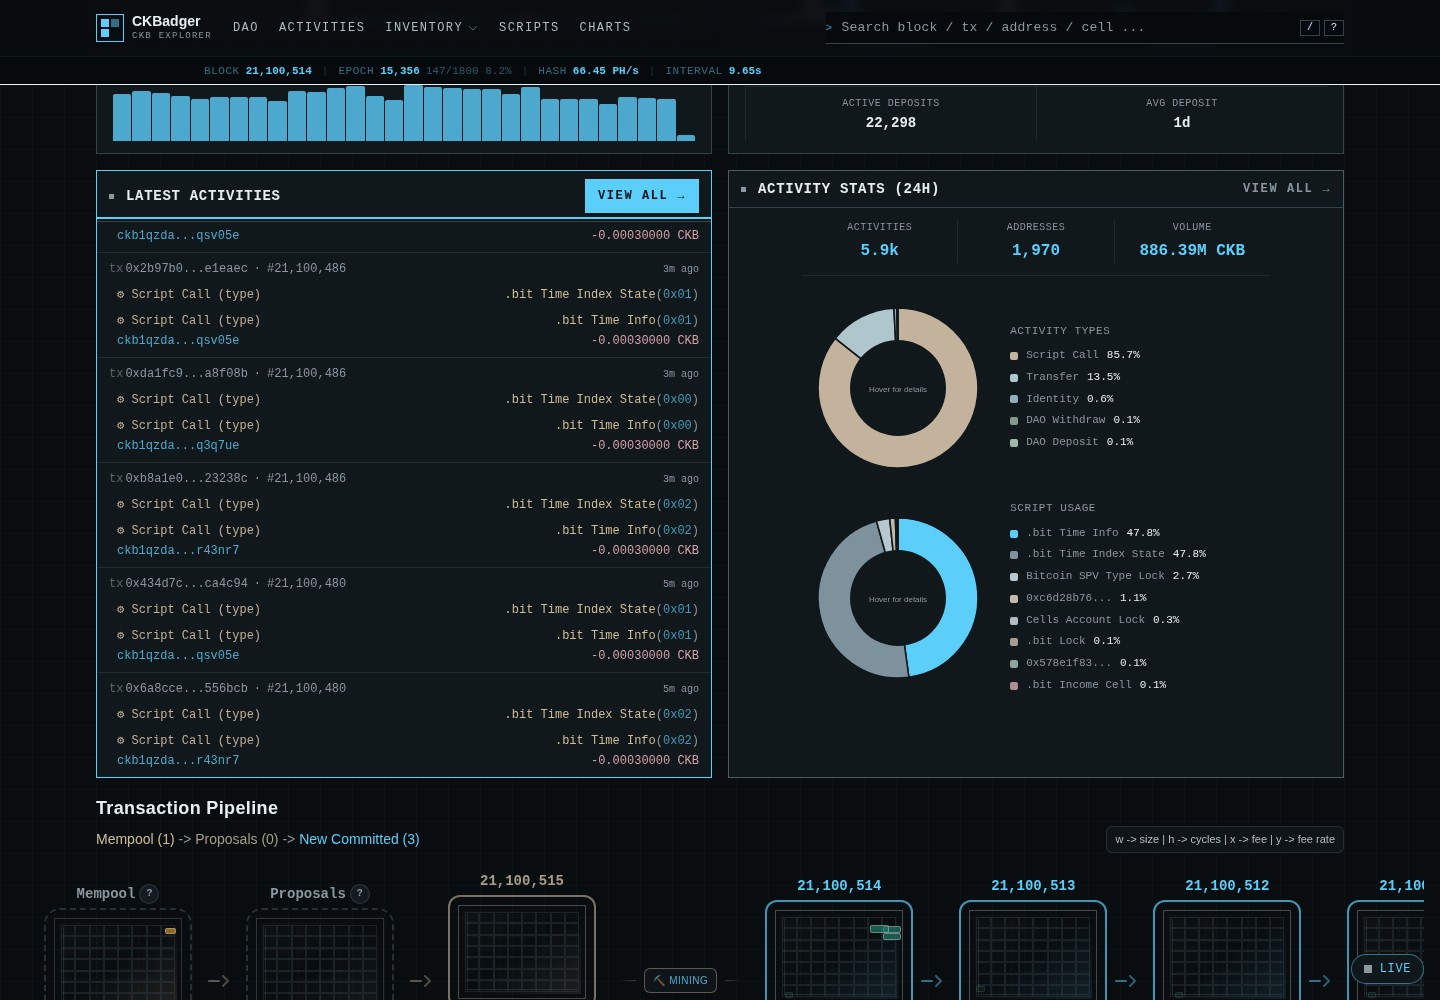 CKBadger
CKB EXPLORER
DAO ACTIVITIES INVENTORY SCRIPTS CHARTS
> Search block / tx / address / cell ... / ?
BLOCK 21,100,514 | EPOCH 15,356 147/1800 8.2% | HASH 66.45 PH/s | INTERVAL 9.65s
ACTIVE DEPOSITS
22,298
AVG DEPOSIT
1d
LATEST ACTIVITIES VIEW ALL →
ckb1qzda...qsv05e -0.00030000 CKB
tx 0x2b97b0...e1eaec · #21,100,486 3m ago
⚙ Script Call (type) .bit Time Index State(0x01)
⚙ Script Call (type) .bit Time Info(0x01)
ckb1qzda...qsv05e -0.00030000 CKB
tx 0xda1fc9...a8f08b · #21,100,486 3m ago
⚙ Script Call (type) .bit Time Index State(0x00)
⚙ Script Call (type) .bit Time Info(0x00)
ckb1qzda...q3q7ue -0.00030000 CKB
tx 0xb8a1e0...23238c · #21,100,486 3m ago
⚙ Script Call (type) .bit Time Index State(0x02)
⚙ Script Call (type) .bit Time Info(0x02)
ckb1qzda...r43nr7 -0.00030000 CKB
tx 0x434d7c...ca4c94 · #21,100,480 5m ago
⚙ Script Call (type) .bit Time Index State(0x01)
⚙ Script Call (type) .bit Time Info(0x01)
ckb1qzda...qsv05e -0.00030000 CKB
tx 0x6a8cce...556bcb · #21,100,480 5m ago
⚙ Script Call (type) .bit Time Index State(0x02)
⚙ Script Call (type) .bit Time Info(0x02)
ckb1qzda...r43nr7 -0.00030000 CKB
ACTIVITY STATS (24H) VIEW ALL →
ACTIVITIES
5.9k
ADDRESSES
1,970
VOLUME
886.39M CKB
Hover for details
ACTIVITY TYPES
Script Call 85.7%
Transfer 13.5%
Identity 0.6%
DAO Withdraw 0.1%
DAO Deposit 0.1%
Hover for details
SCRIPT USAGE
.bit Time Info 47.8%
.bit Time Index State 47.8%
Bitcoin SPV Type Lock 2.7%
0xc6d28b76... 1.1%
Cells Account Lock 0.3%
.bit Lock 0.1%
0x578e1f83... 0.1%
.bit Income Cell 0.1%
Transaction Pipeline
Mempool (1) -> Proposals (0) -> New Committed (3)
w -> size | h -> cycles | x -> fee | y -> fee rate
Mempool ?
Proposals ?
21,100,515
MINING
21,100,514
21,100,513
21,100,512
21,100
LIVE